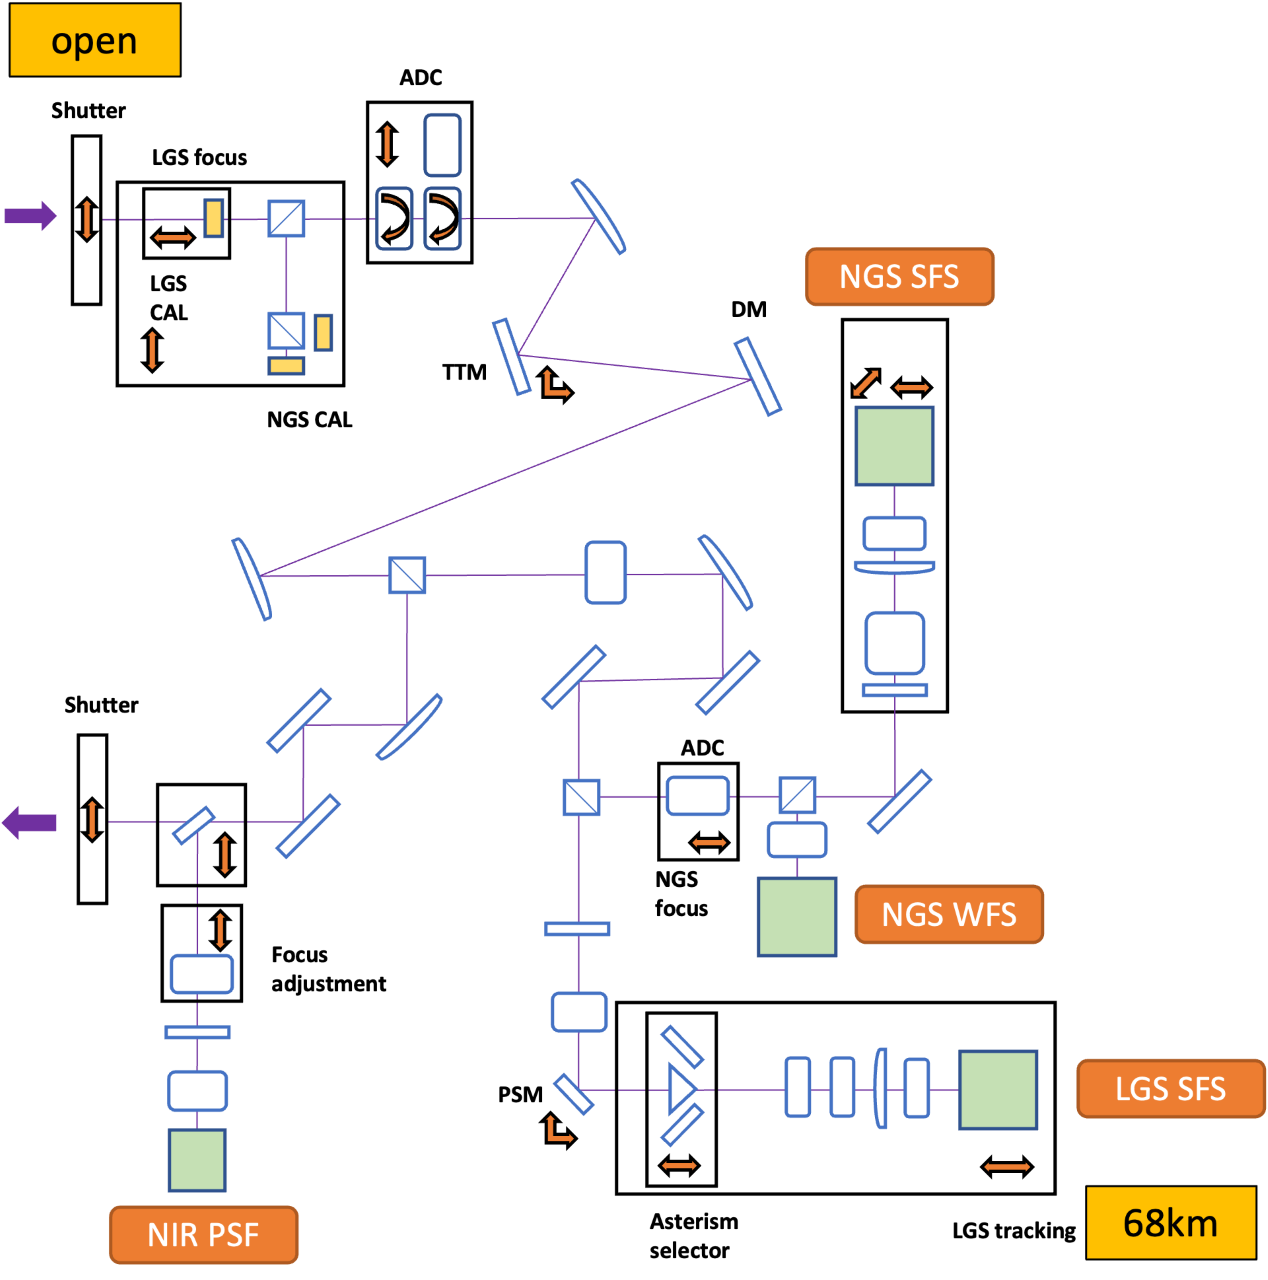 open
ADC
Shutter
LGS focus
LGS
CAL
NGS SFS
DM
TTM
NGS CAL
Shutter
ADC
NGS
focus
NGS WFS
Focus
adjustment
PSM
LGS SFS
Asterism
selector
LGS tracking
68km
NIR PSF